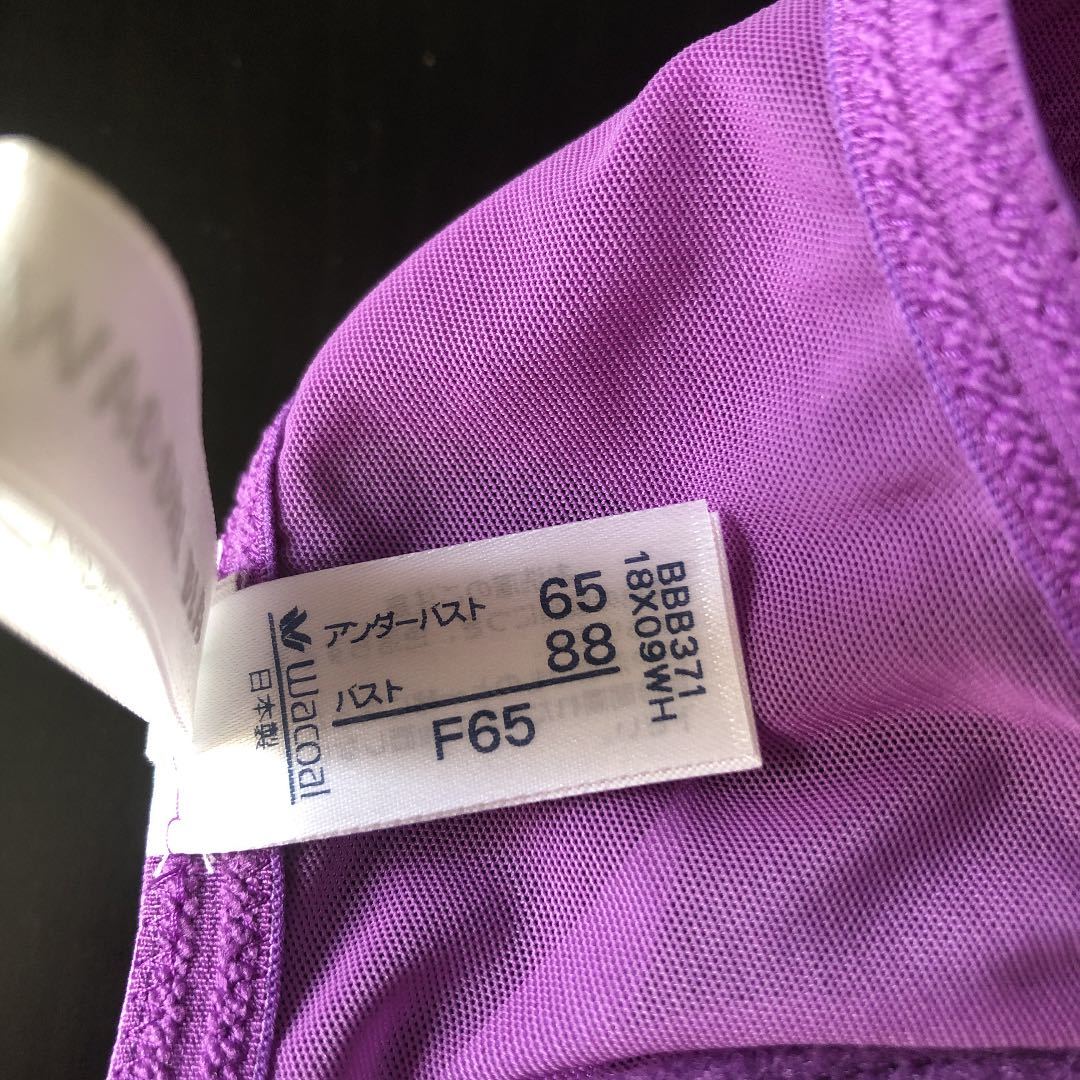 アンダーバスト 65
バスト 88
F65
Wacoal
日本製
BBB371
18X09WH